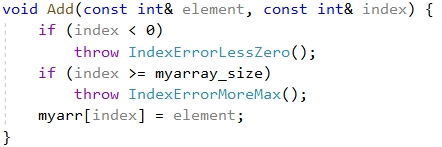 void Add(const int& element, const int& index) {
if (index < 0)
throw IndexErrorLessZero();
if (index >= myarray_size)
throw IndexErrorMoreMax();
myarr[index] = element;
}